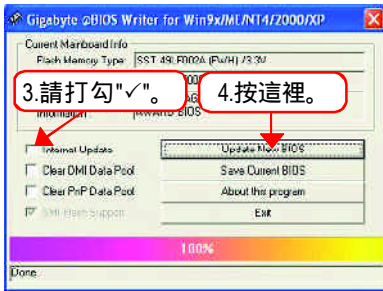 Gigabyte @BIOS Writer for Win9x/ME/NT4/2000/XP
Current Mainboard Info
Flash Memory Type: SST 49LF002A (FWH) /3.3V
3.請打勾"✓"。
4.按這裡。
Information : AWARD BIOS
Internal Update
Update New BIOS
Clear DMI Data Pool
Save Current BIOS
Clear PnP Data Pool
About this program
SMI Flash Support
Exit
100%
Done